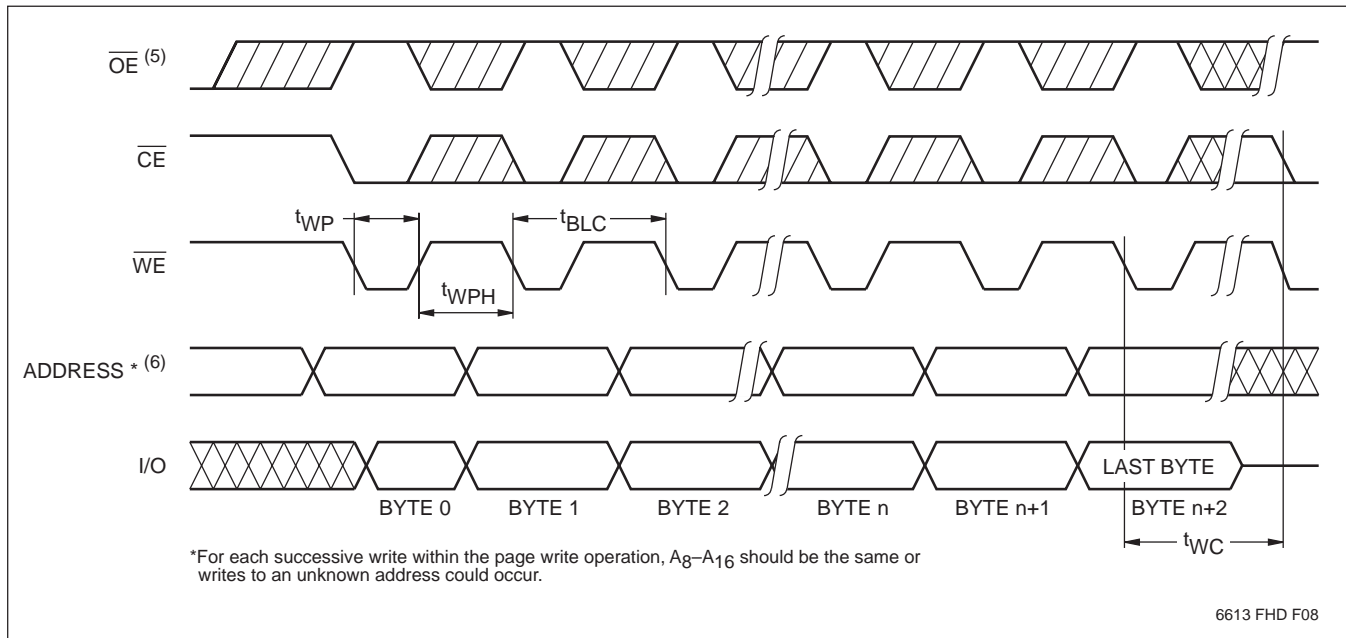 OE (5)
CE
tWP
tBLC
WE
tWPH
ADDRESS * (6)
I/O
LAST BYTE
BYTE 0 BYTE 1 BYTE 2 BYTE n BYTE n+1 BYTE n+2
tWC
*For each successive write within the page write operation, A8–A16 should be the same or
writes to an unknown address could occur.
6613 FHD F08